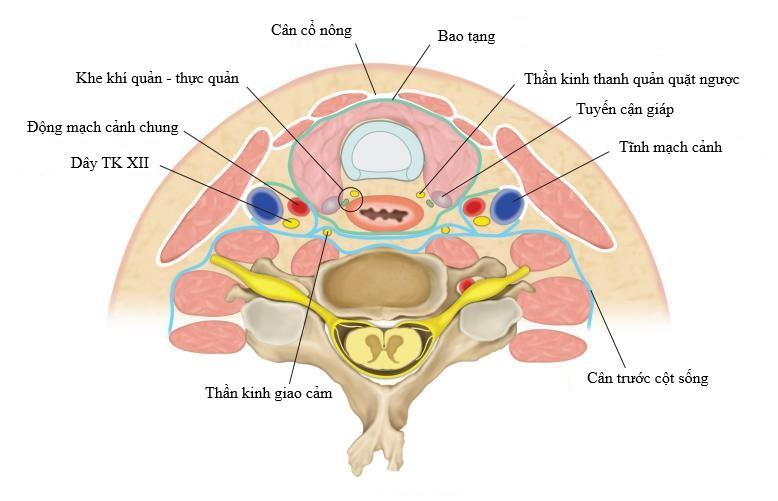 Cân cổ nông
Bao tạng
Khe khí quản - thực quản
Thần kinh thanh quản quặt ngược
Tuyến cận giáp
Động mạch cảnh chung
Tĩnh mạch cảnh
Dây TK XII
Cân trước cột sống
Thần kinh giao cảm